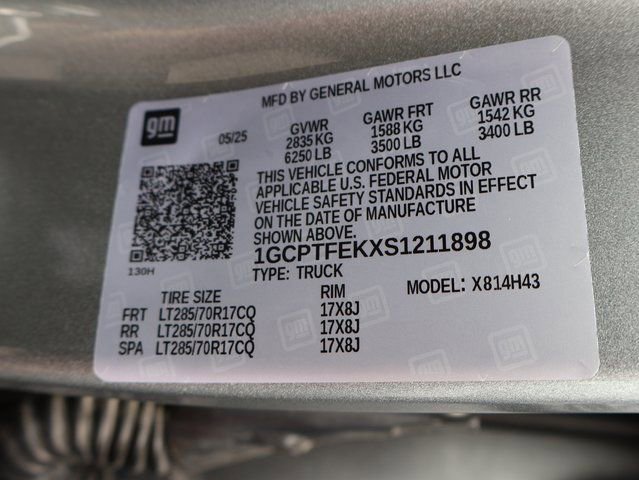 MFD BY GENERAL MOTORS LLC
gm
05/25
GVWR GAWR FRT GAWR RR
2835 KG 1588 KG 1542 KG
6250 LB 3500 LB 3400 LB
THIS VEHICLE CONFORMS TO ALL
APPLICABLE U.S. FEDERAL MOTOR
VEHICLE SAFETY STANDARDS IN EFFECT
ON THE DATE OF MANUFACTURE
SHOWN ABOVE.
1GCPTFEKXS1211898
130H
TYPE: TRUCK
MODEL: X814H43
TIRE SIZE RIM
FRT LT285/70R17CQ 17X8J
RR LT285/70R17CQ 17X8J
SPA LT285/70R17CQ 17X8J